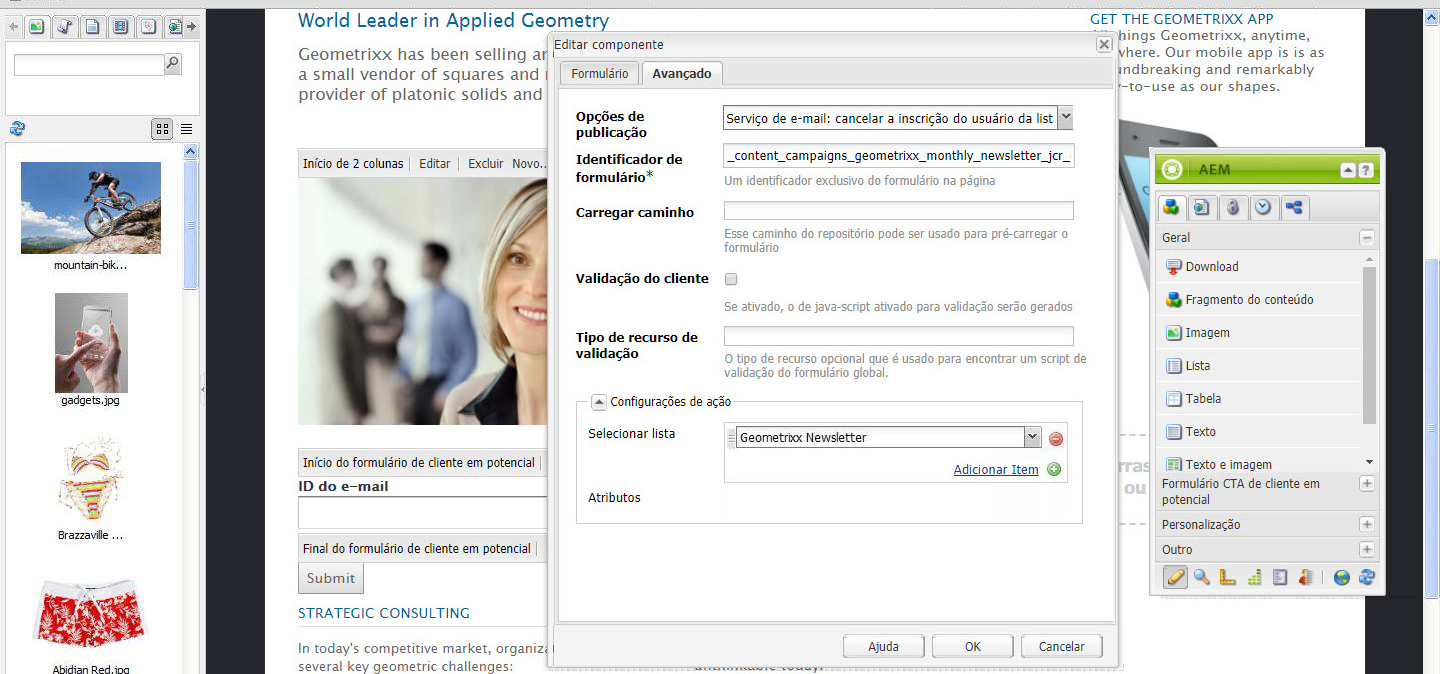 World Leader in Applied Geometry
Geometrixx has been selling
a small vendor of squares and
provider of platonic solids and
GET THE GEOMETRIXX APP
things Geometrixx, anytime,
where. Our mobile app is is as
undbreaking and remarkably
-to-use as our shapes.
Início de 2 colunas
Editar
Excluir
Novo..
mountain-bik...
gadgets.jpg
Brazzaville ...
Abidian Red.jpg
Início do formulário de cliente em potencial
ID do e-mail
Final do formulário de cliente em potencial
Submit
STRATEGIC CONSULTING
In today's competitive market,
several key geometric challenges:
Editar componente
Formulário
Avançado
Opções de
publicação
Serviço de e-mail: cancelar a inscrição do usuário da list
Identificador de
formulário*
_content_campaigns_geometrixx_monthly_newsletter_jcr_
Um identificador exclusivo do formulário na página
Carregar caminho
Esse caminho do repositório pode ser usado para pré-carregar o
formulário
Validação do cliente
Se ativado, o de java-script ativado para validação serão gerados
Tipo de recurso de
validação
O tipo de recurso opcional que é usado para encontrar um script de
validação do formulário global.
Configurações de ação
Selecionar lista
Geometrixx Newsletter
Adicionar Item
Atributos
Ajuda
OK
Cancelar
AEM
?
Geral
Download
Fragmento do conteúdo
Imagem
Lista
Tabela
Texto
Texto e imagem
Formulário CTA de cliente em
potencial
Personalização
Outro
rras
ou